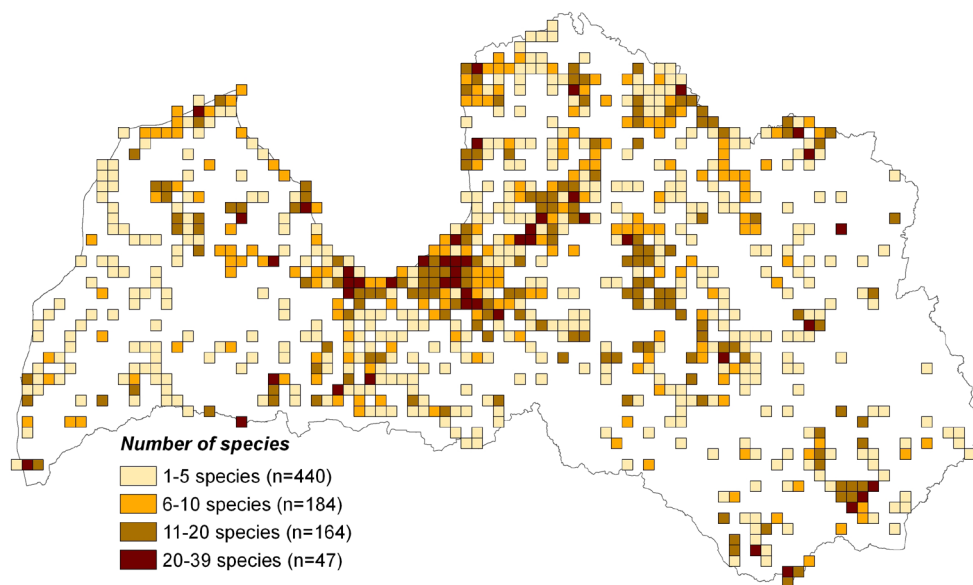 Number of species
1-5 species (n=440)
6-10 species (n=184)
11-20 species (n=164)
20-39 species (n=47)